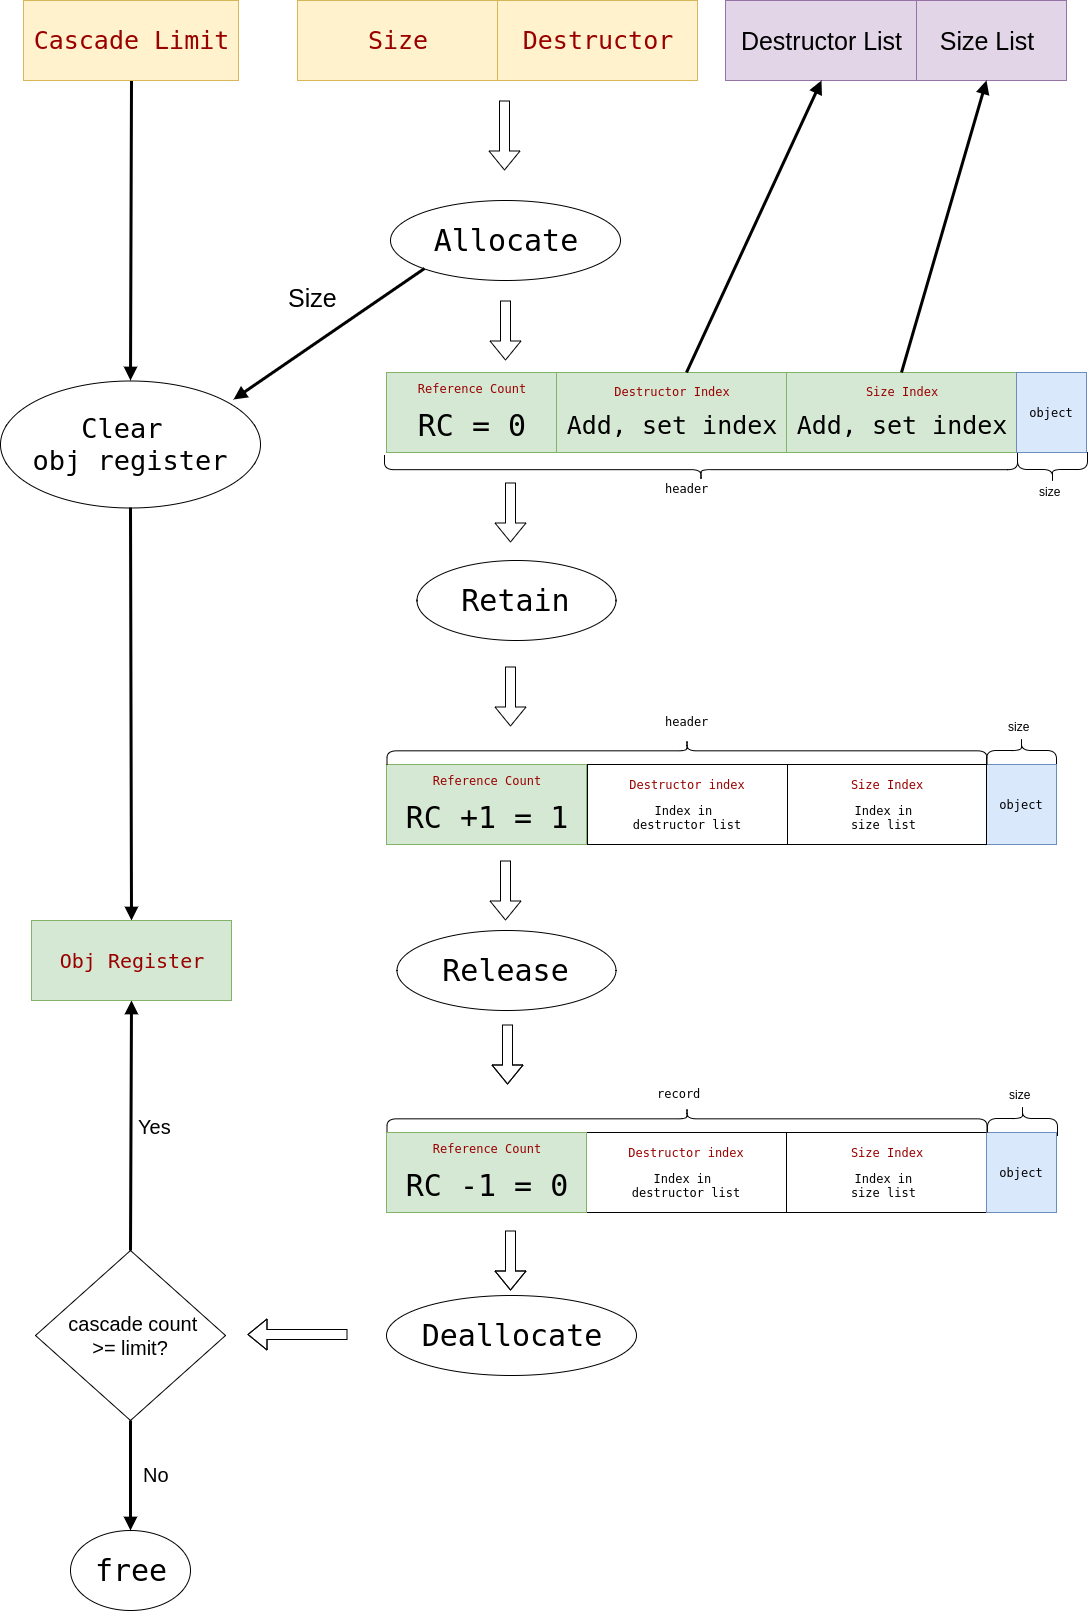 Cascade Limit
Size
Destructor
Destructor List
Size List
Allocate
Size
Clear
obj register
Reference Count
RC = 0
Destructor Index
Add, set index
Size Index
Add, set index
object
header
size
Retain
header
size
Reference Count
RC +1 = 1
Destructor index
Index in
destructor list
Size Index
Index in
size list
object
Obj Register
Release
record
size
Reference Count
RC -1 = 0
Destructor index
Index in
destructor list
Size Index
Index in
size list
object
Yes
cascade count
>= limit?
Deallocate
No
free